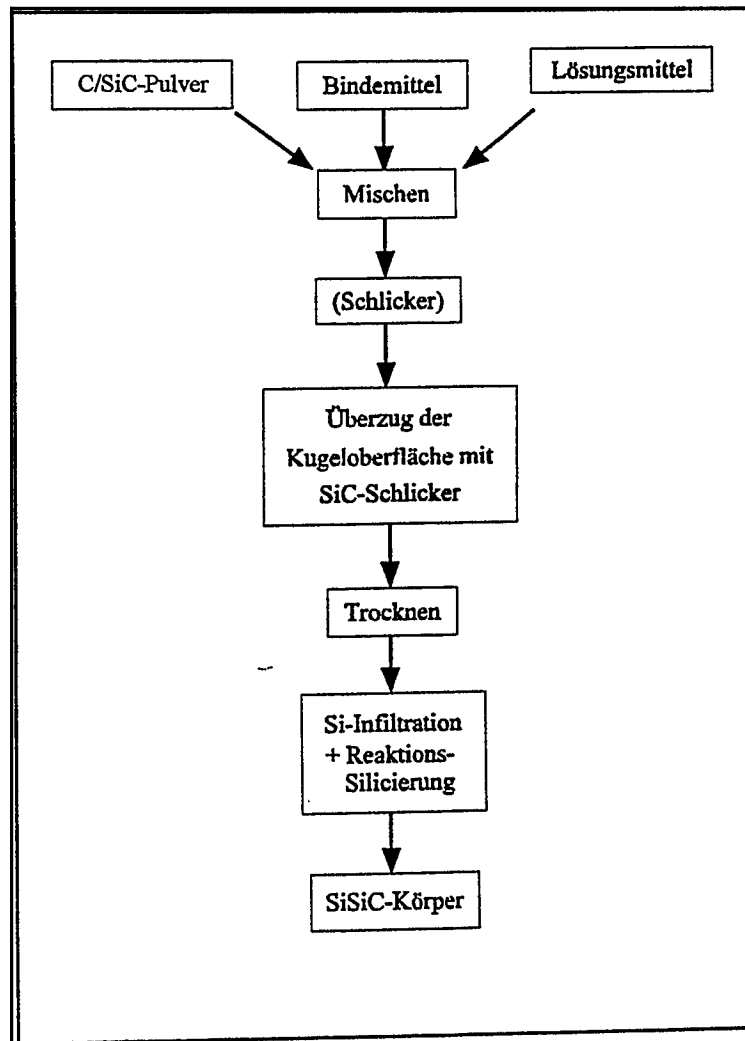 C/SiC-Pulver
Bindemittel
Lösungsmittel
Mischen
(Schlicker)
Überzug der
Kugeloberfläche mit
SiC-Schlicker
Trocknen
Si-Infiltration
+ Reaktions-
Silicierung
SiSiC-Körper